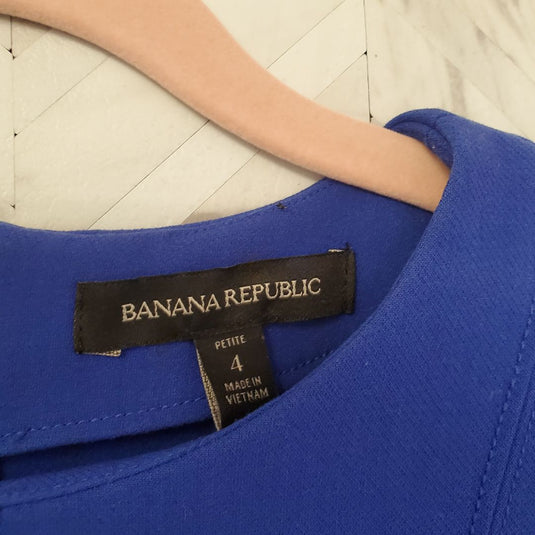 BANANA REPUBLIC
PETITE
4
MADE IN
VIETNAM